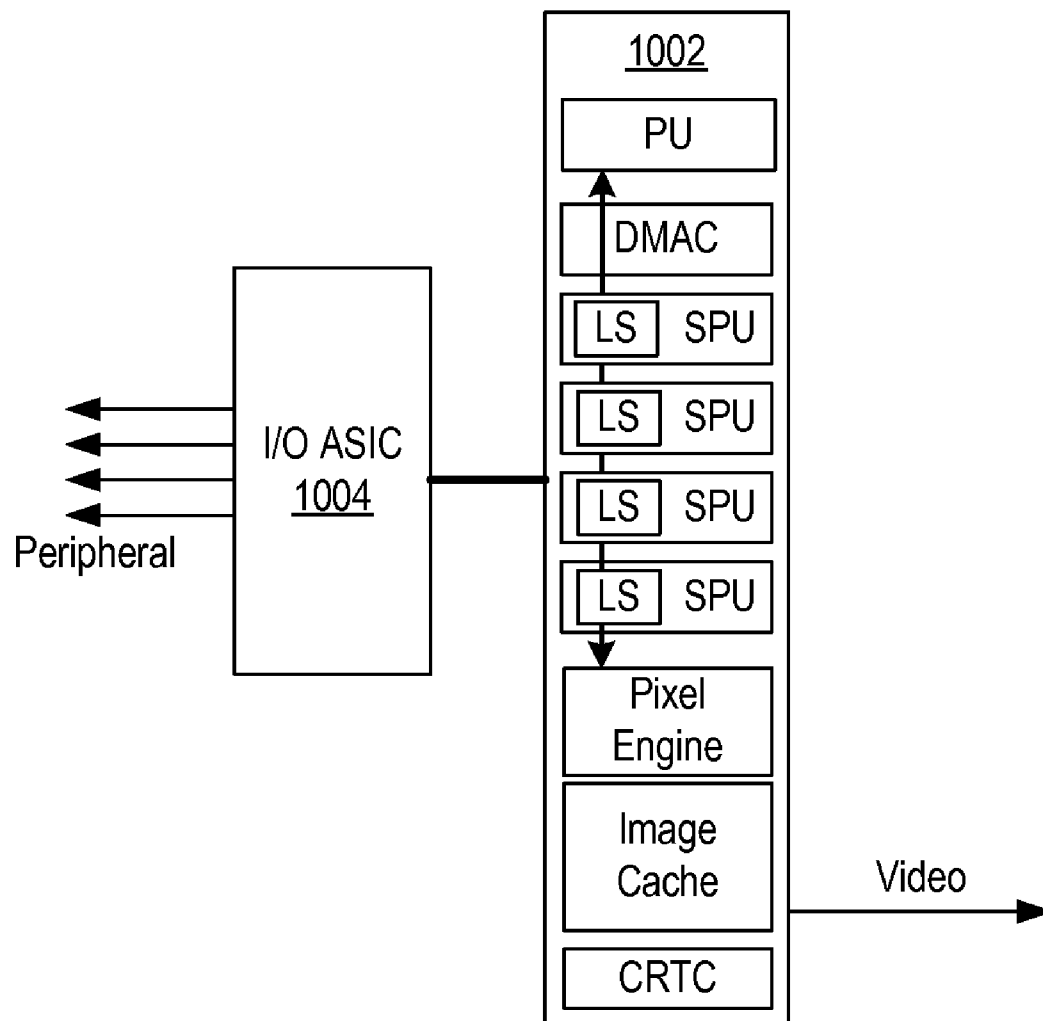 1002
PU
DMAC
LS SPU
LS SPU
LS SPU
LS SPU
Pixel
Engine
Image
Cache
CRTC
I/O ASIC
1004
Peripheral
Video